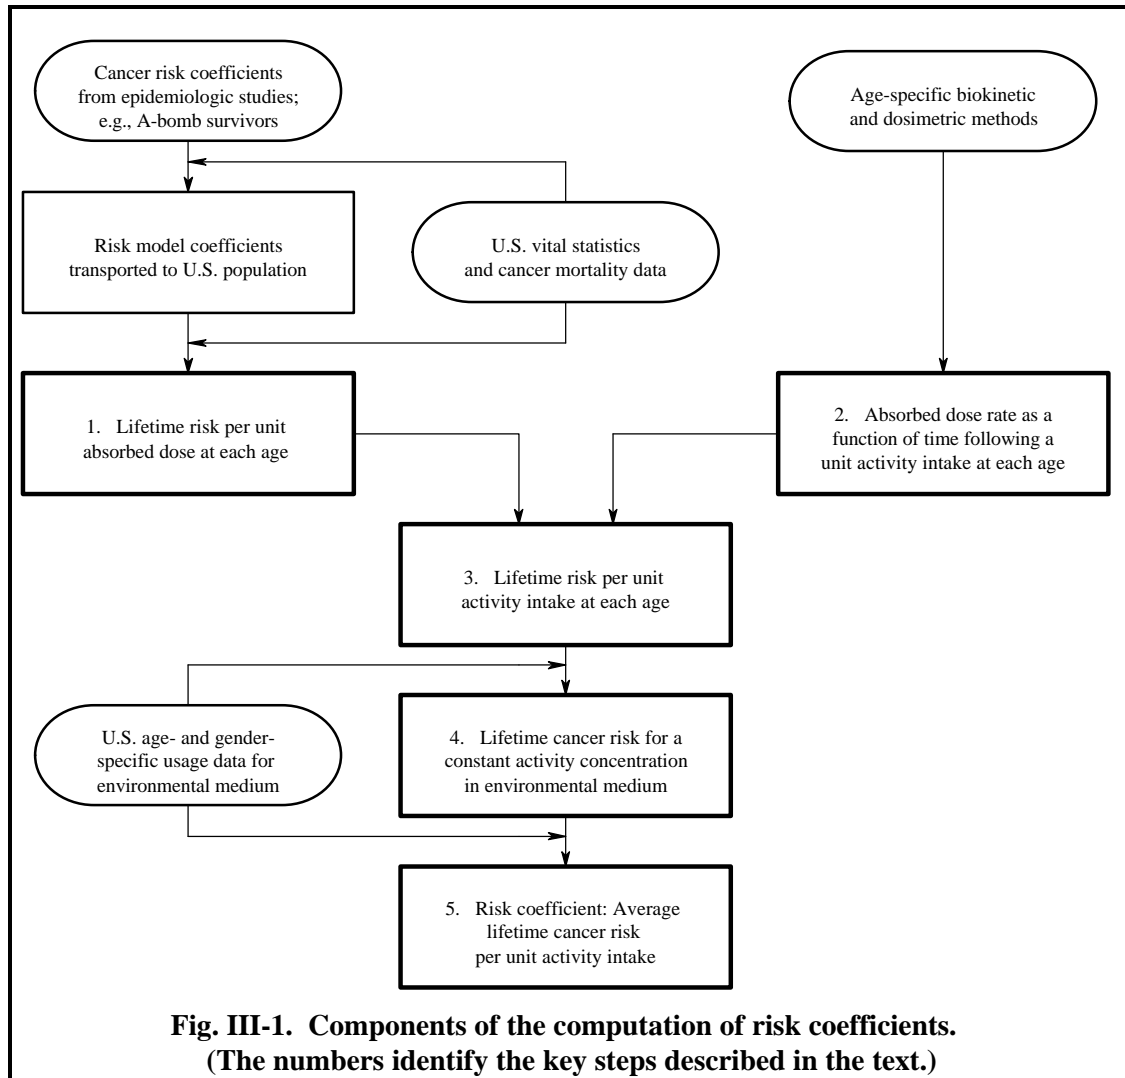 Cancer risk coefficients
from epidemiologic studies;
e.g., A-bomb survivors
Age-specific biokinetic
and dosimetric methods
Risk model coefficients
transported to U.S. population
U.S. vital statistics
and cancer mortality data
1. Lifetime risk per unit
absorbed dose at each age
2. Absorbed dose rate as a
function of time following a
unit activity intake at each age
3. Lifetime risk per unit
activity intake at each age
U.S. age- and gender-
specific usage data for
environmental medium
4. Lifetime cancer risk for a
constant activity concentration
in environmental medium
5. Risk coefficient: Average
lifetime cancer risk
per unit activity intake
Fig. III-1. Components of the computation of risk coefficients.
(The numbers identify the key steps described in the text.)